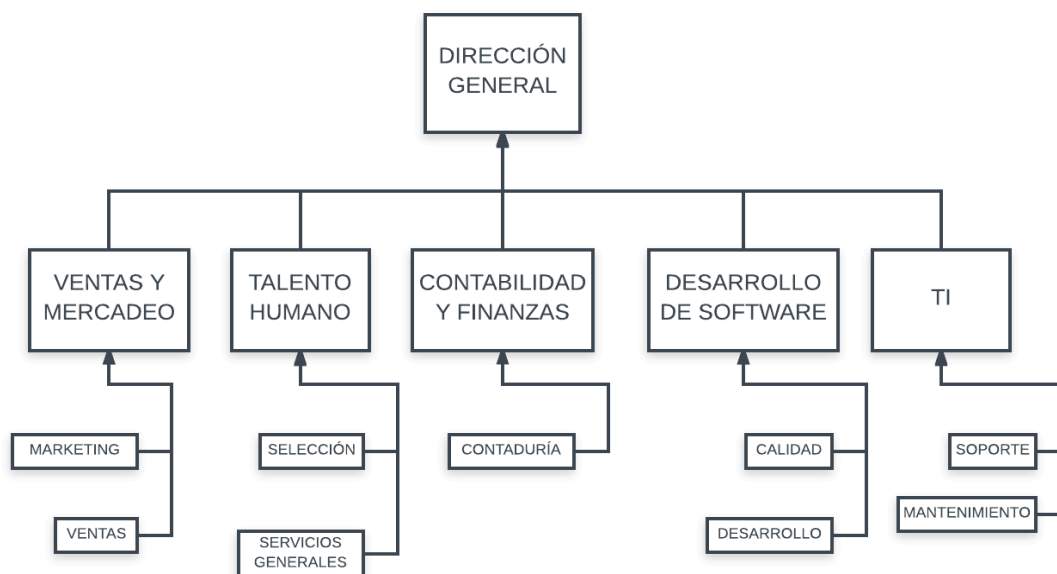 DIRECCIÓN
GENERAL
VENTAS Y
MERCADEO
TALENTO
HUMANO
CONTABILIDAD
Y FINANZAS
DESARROLLO
DE SOFTWARE
TI
MARKETING
SELECCIÓN
CONTADURÍA
CALIDAD
SOPORTE
VENTAS
SERVICIOS
GENERALES
DESARROLLO
MANTENIMIENTO